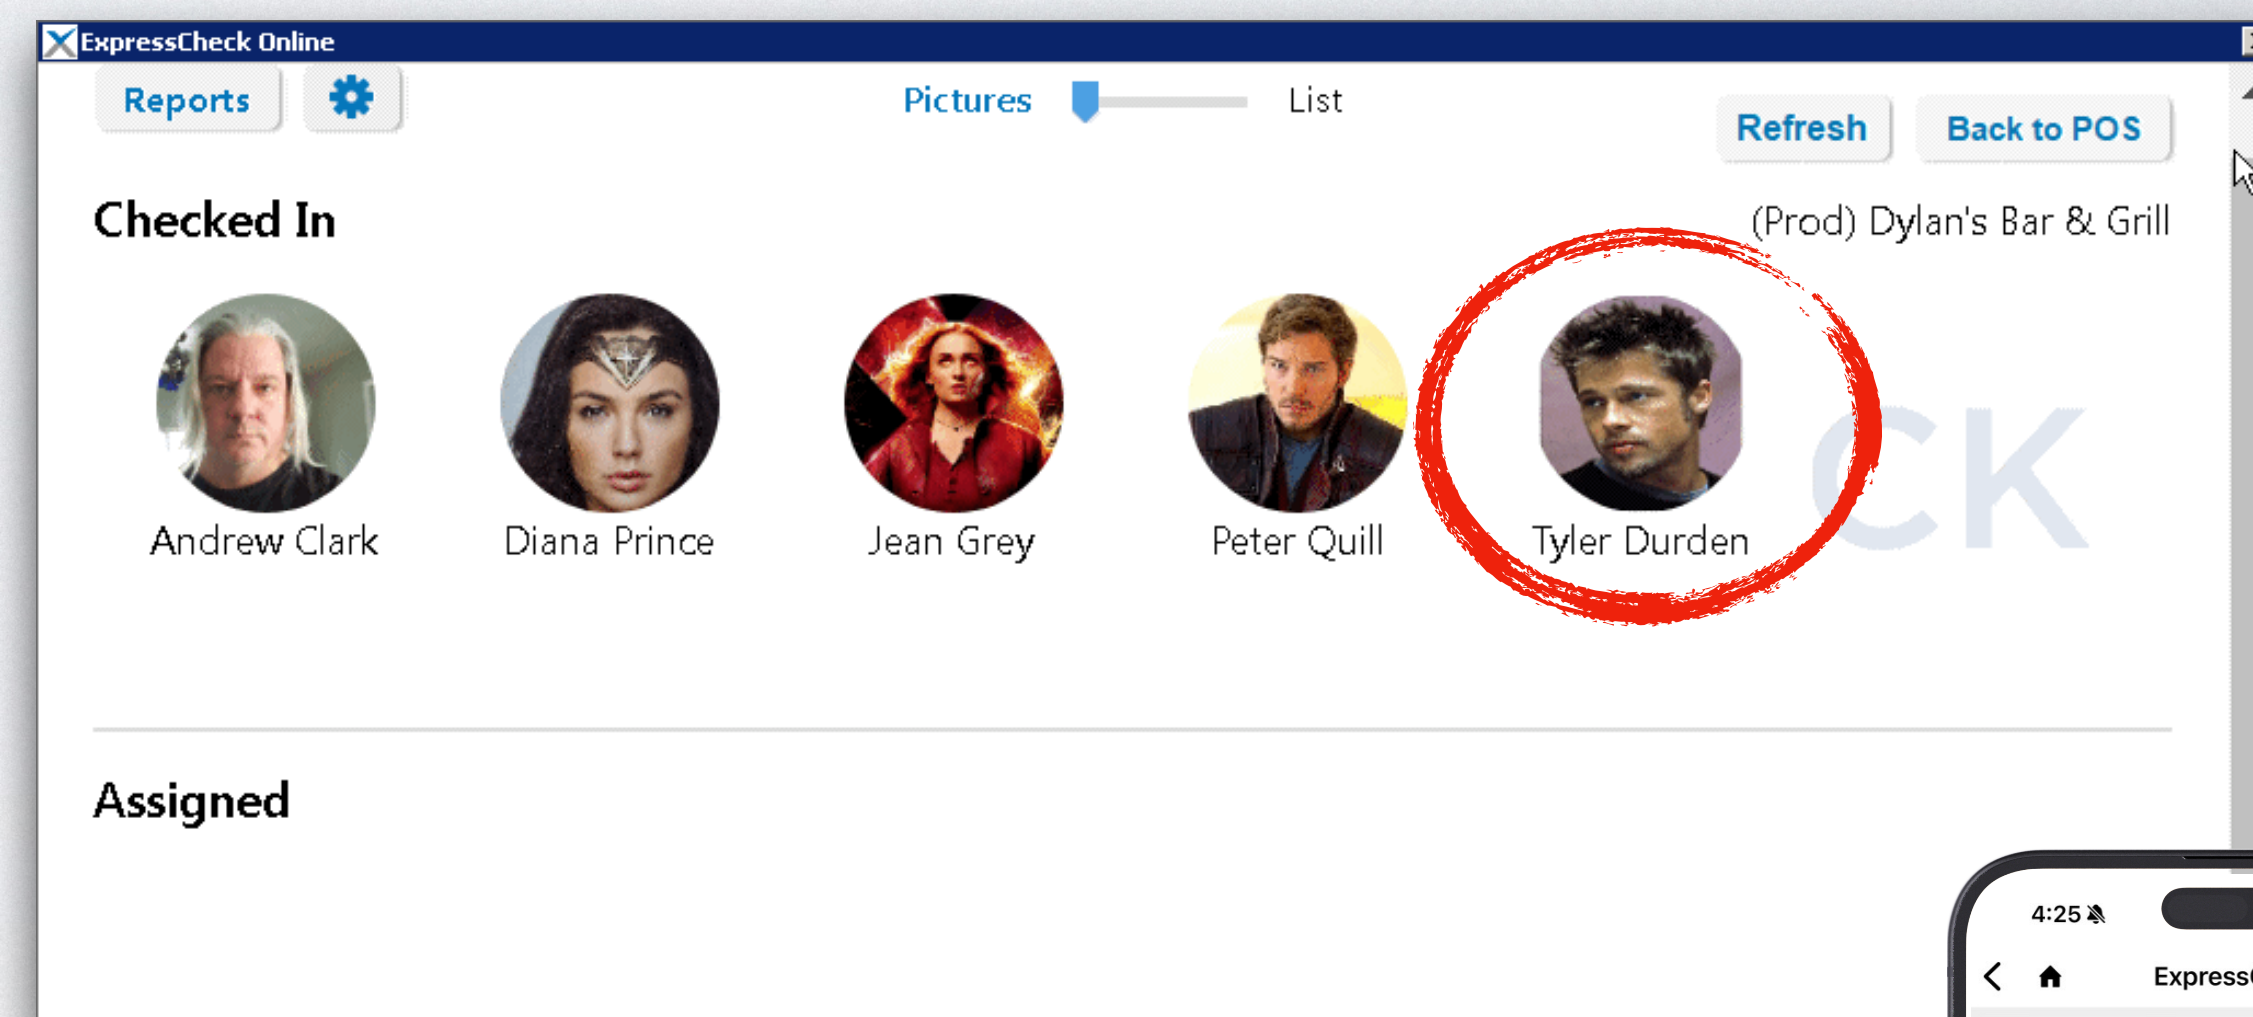 ExpressCheck Online
Reports
Pictures List
Refresh Back to POS
Checked In
(Prod) Dylan's Bar & Grill
CK
Andrew Clark Diana Prince Jean Grey Peter Quill Tyler Durden
Assigned
4:25